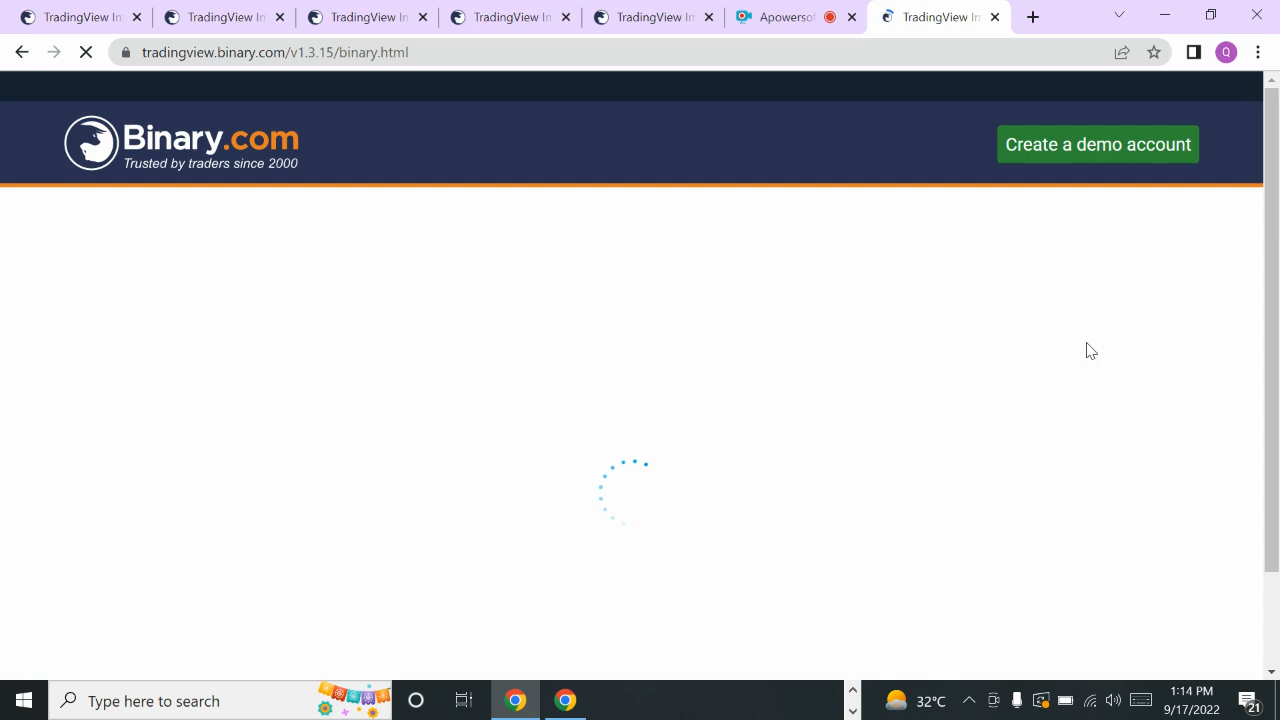 TradingView In
TradingView In
TradingView In
TradingView In
TradingView In
Apowersof
TradingView In
tradingview.binary.com/v1.3.15/binary.html
Q
Binary.com
Trusted by traders since 2000
Create a demo account
Type here to search
32°C
1:14 PM
9/17/2022
21